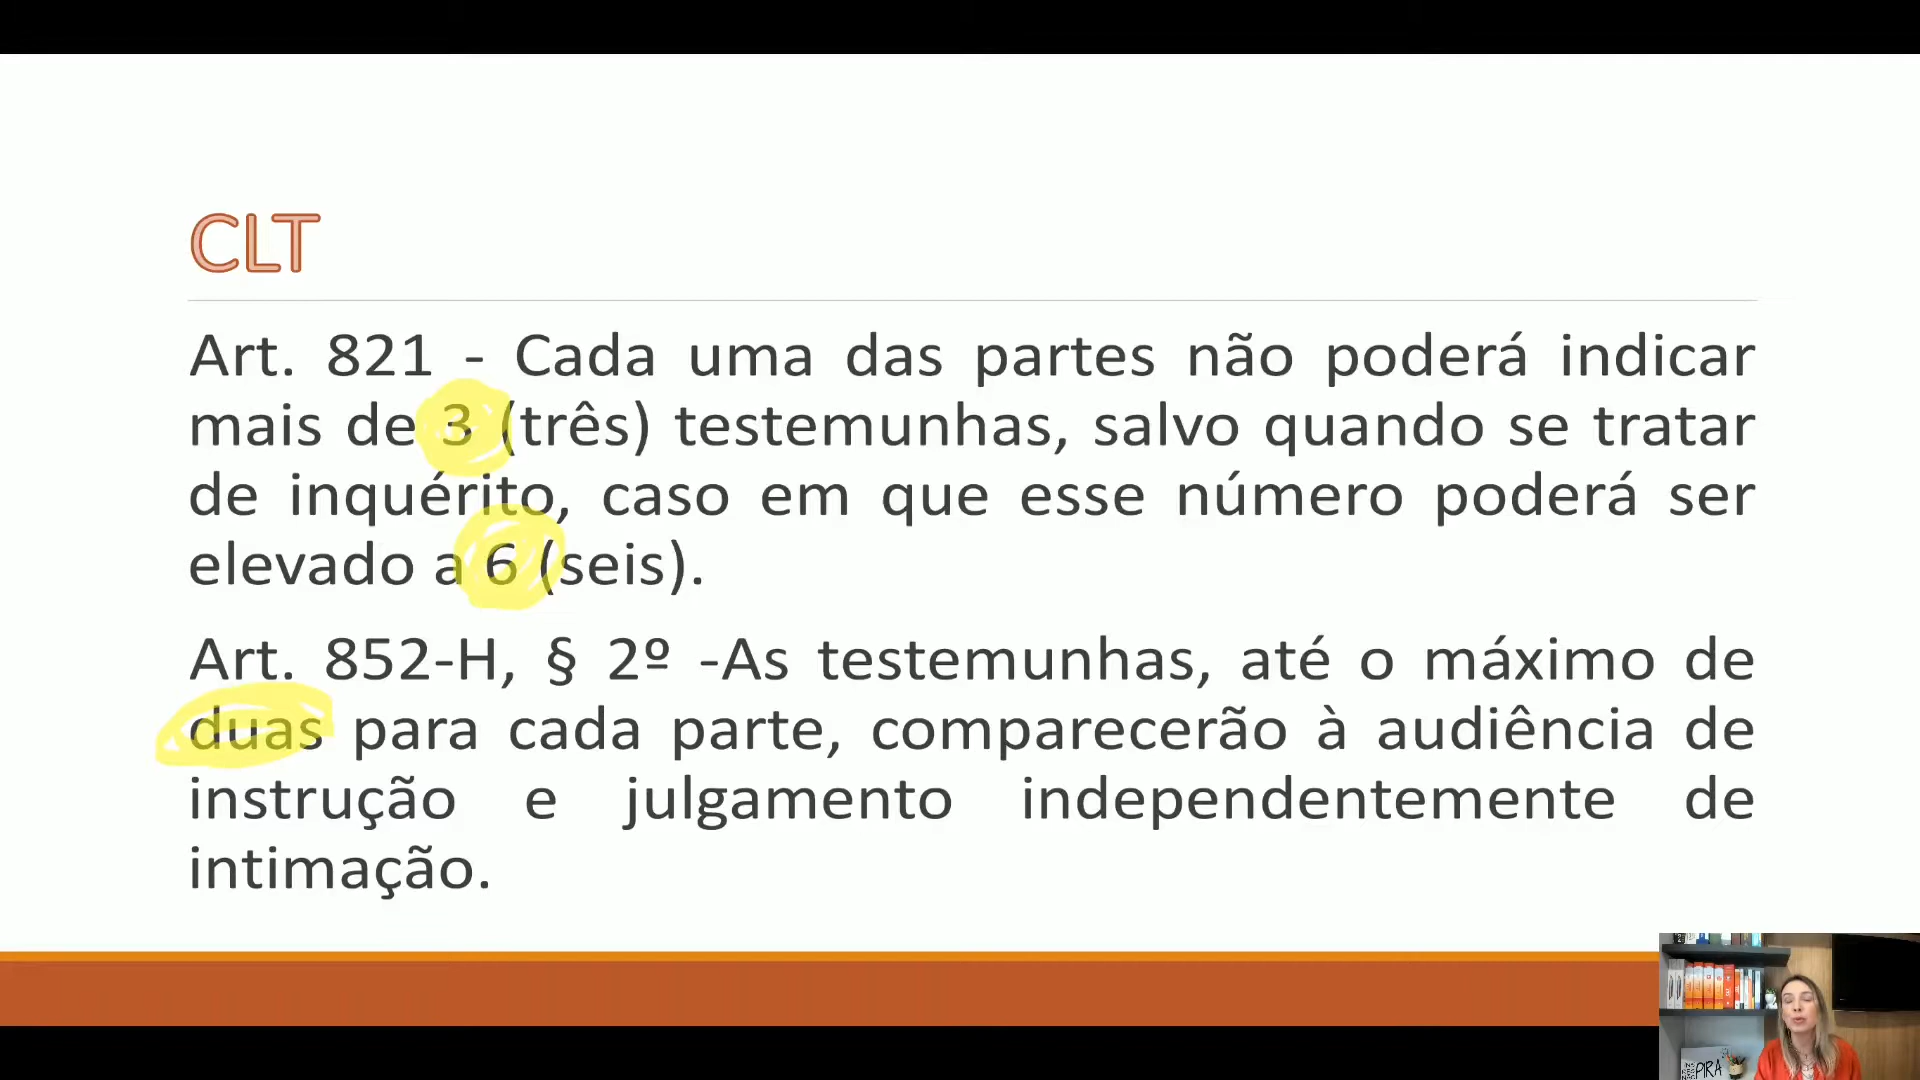 CLT
Art. 821 - Cada uma das partes não poderá indicar
mais de 3 (três) testemunhas, salvo quando se tratar
de inquérito, caso em que esse número poderá ser
elevado a 6 (seis).
Art. 852-H, § 2º -As testemunhas, até o máximo de
duas para cada parte, comparecerão à audiência de
instrução e julgamento independentemente de
intimação.
PIRA